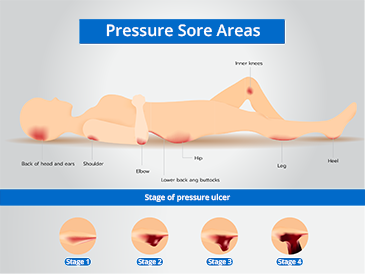 Pressure Sore Areas
Inner knees
Back of head and ears
Shoulder
Elbow
Hip
Lower back ang buttocks
Leg
Heel
Stage of pressure ulcer
Stage 1
Stage 2
Stage 3
Stage 4